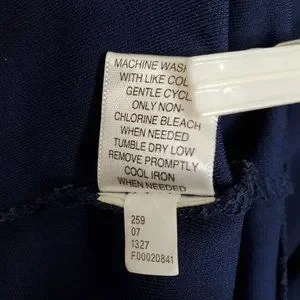 MACHINE WASH
WITH LIKE COL
GENTLE CYCL
ONLY NON-
CHLORINE BLEACH
WHEN NEEDED
TUMBLE DRY LOW
REMOVE PROMPTLY
COOL IRON
WHEN NEEDED
259
07
1327
F00020841